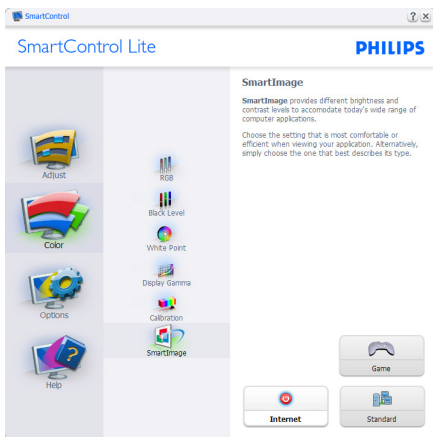 SmartControl
SmartControl Lite
PHILIPS
Adjust
Color
Options
Help
RGB
Black Level
White Point
Display Gamma
Calibration
SmartImage
SmartImage
SmartImage provides different brightness and
contrast levels to accomodate today's wide range of
computer applications.
Choose the setting that is most comfortable or
efficient when viewing your application. Alternatively,
simply choose the one that best describes its type.
Game
Internet
Standard